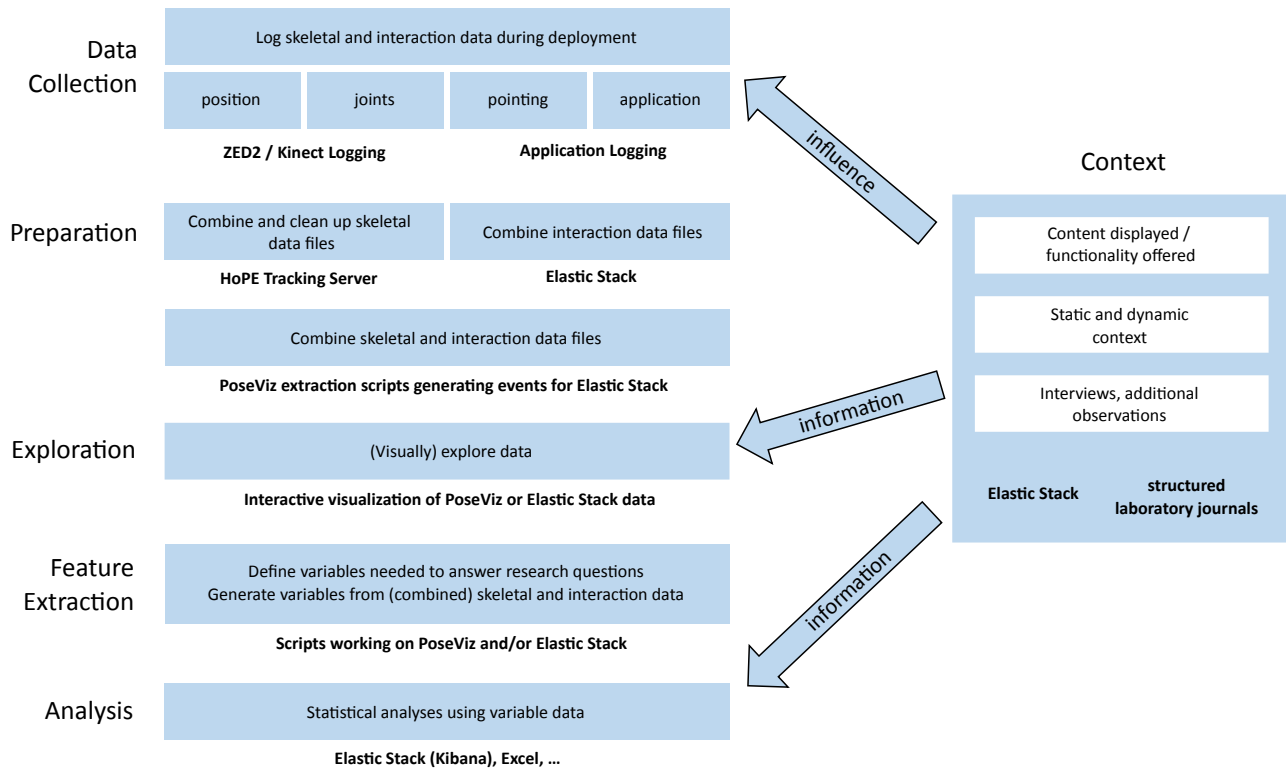 Data
Collection
Log skeletal and interaction data during deployment
position
joints
pointing
application
ZED2 / Kinect Logging
Application Logging
Preparation
Combine and clean up skeletal
data files
Combine interaction data files
HoPE Tracking Server
Elastic Stack
Combine skeletal and interaction data files
PoseViz extraction scripts generating events for Elastic Stack
Exploration
(Visually) explore data
Interactive visualization of PoseViz or Elastic Stack data
Feature
Extraction
Define variables needed to answer research questions
Generate variables from (combined) skeletal and interaction data
Scripts working on PoseViz and/or Elastic Stack
Analysis
Statistical analyses using variable data
Elastic Stack (Kibana), Excel, ...
influence
information
information
Context
Content displayed /
functionality offered
Static and dynamic
context
Interviews, additional
observations
Elastic Stack
structured
laboratory journals